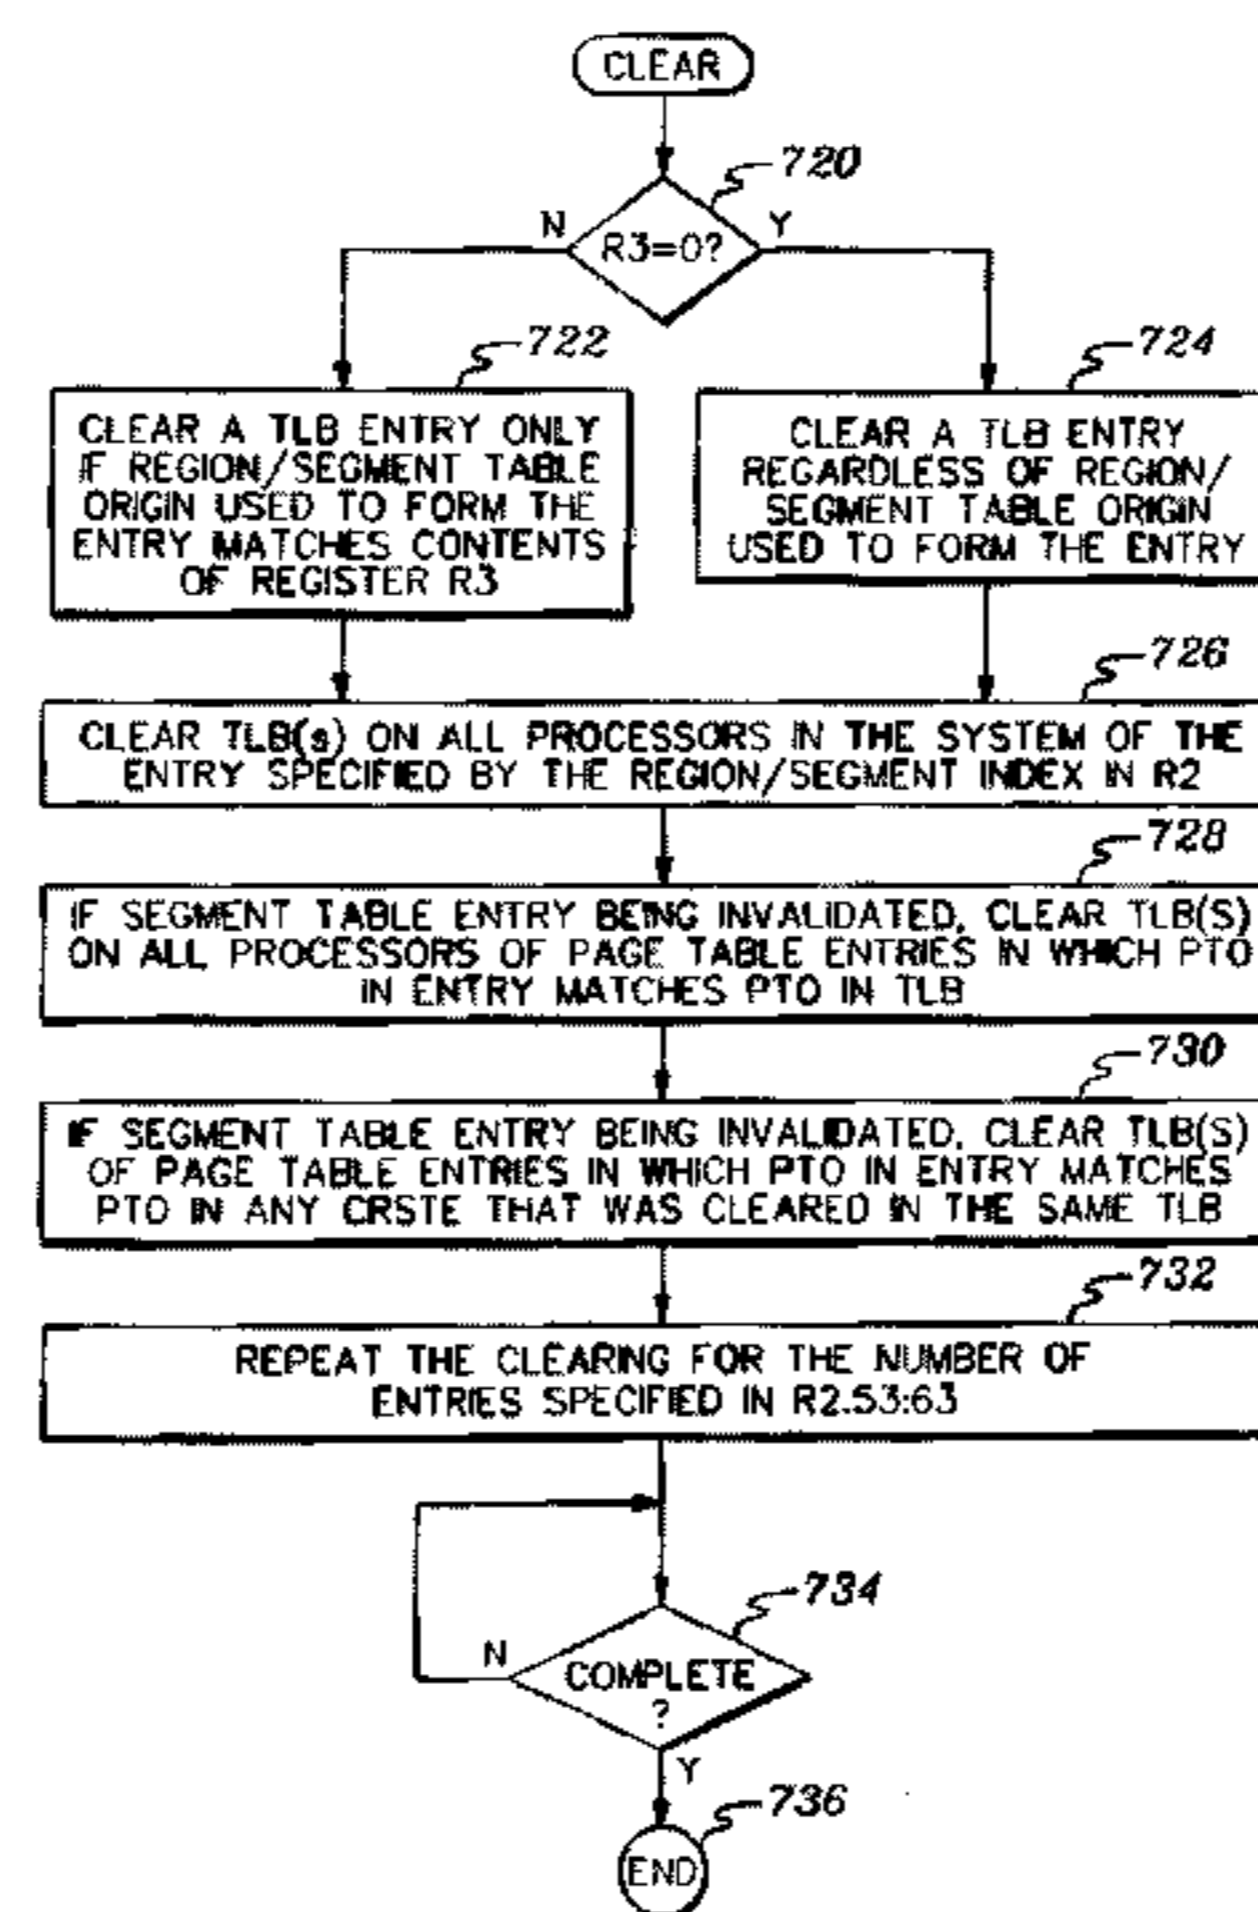 CLEAR
720
N
R3=0?
Y
722
724
CLEAR A TLB ENTRY ONLY
IF REGION/SEGMENT TABLE
ORIGIN USED TO FORM THE
ENTRY MATCHES CONTENTS
OF REGISTER R3
CLEAR A TLB ENTRY
REGARDLESS OF REGION/
SEGMENT TABLE ORIGIN
USED TO FORM THE ENTRY
726
CLEAR TLB(s) ON ALL PROCESSORS IN THE SYSTEM OF THE
ENTRY SPECIFIED BY THE REGION/SEGMENT INDEX IN R2
728
IF SEGMENT TABLE ENTRY BEING INVALIDATED, CLEAR TLB(S)
ON ALL PROCESSORS OF PAGE TABLE ENTRIES IN WHICH PTO
IN ENTRY MATCHES PTO IN TLB
730
IF SEGMENT TABLE ENTRY BEING INVALIDATED, CLEAR TLB(S)
OF PAGE TABLE ENTRIES IN WHICH PTO IN ENTRY MATCHES
PTO IN ANY CRSTE THAT WAS CLEARED IN THE SAME TLB
732
REPEAT THE CLEARING FOR THE NUMBER OF
ENTRIES SPECIFIED IN R2.53:63
734
N
COMPLETE
?
Y
736
END